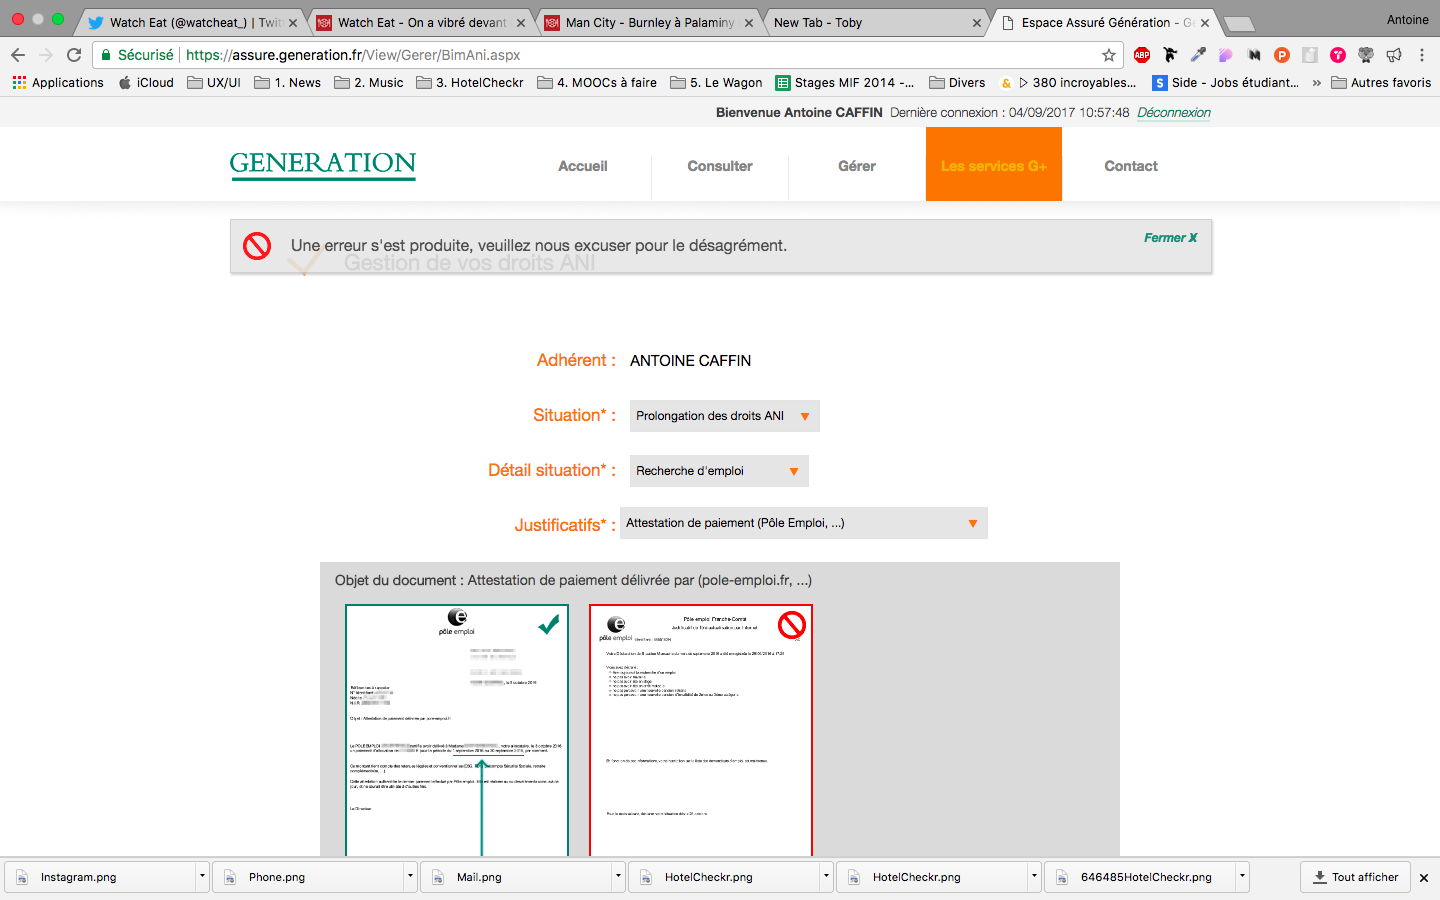 Watch Eat (@watcheat_) | Twit
Watch Eat - On a vibré devant
Man City - Burnley à Palaminy
New Tab - Toby
Espace Assuré Génération - G
Antoine
Sécurisé
https://assure.generation.fr/View/Gerer/BimAni.aspx
ABP
Applications
iCloud
UX/UI
1. News
2. Music
3. HotelCheckr
4. MOOCs à faire
5. Le Wagon
Stages MIF 2014 -...
Divers
380 incroyables...
Side - Jobs étudiant...
Autres favoris
Bienvenue Antoine CAFFIN Dernière connexion : 04/09/2017 10:57:48 Déconnexion
GENERATION
Accueil
Consulter
Gérer
Les services G+
Contact
Une erreur s'est produite, veuillez nous excuser pour le désagrément.
Fermer X
Gestion de vos droits ANI
Adhérent : ANTOINE CAFFIN
Situation* : Prolongation des droits ANI
Détail situation* : Recherche d'emploi
Justificatifs* : Attestation de paiement (Pôle Emploi, ...)
Objet du document : Attestation de paiement délivrée par (pole-emploi.fr, ...)
pôle emploi
pôle emploi
Pôle emploi Franche-Comté
Instagram.png
Phone.png
Mail.png
HotelCheckr.png
HotelCheckr.png
646485HotelCheckr.png
Tout afficher